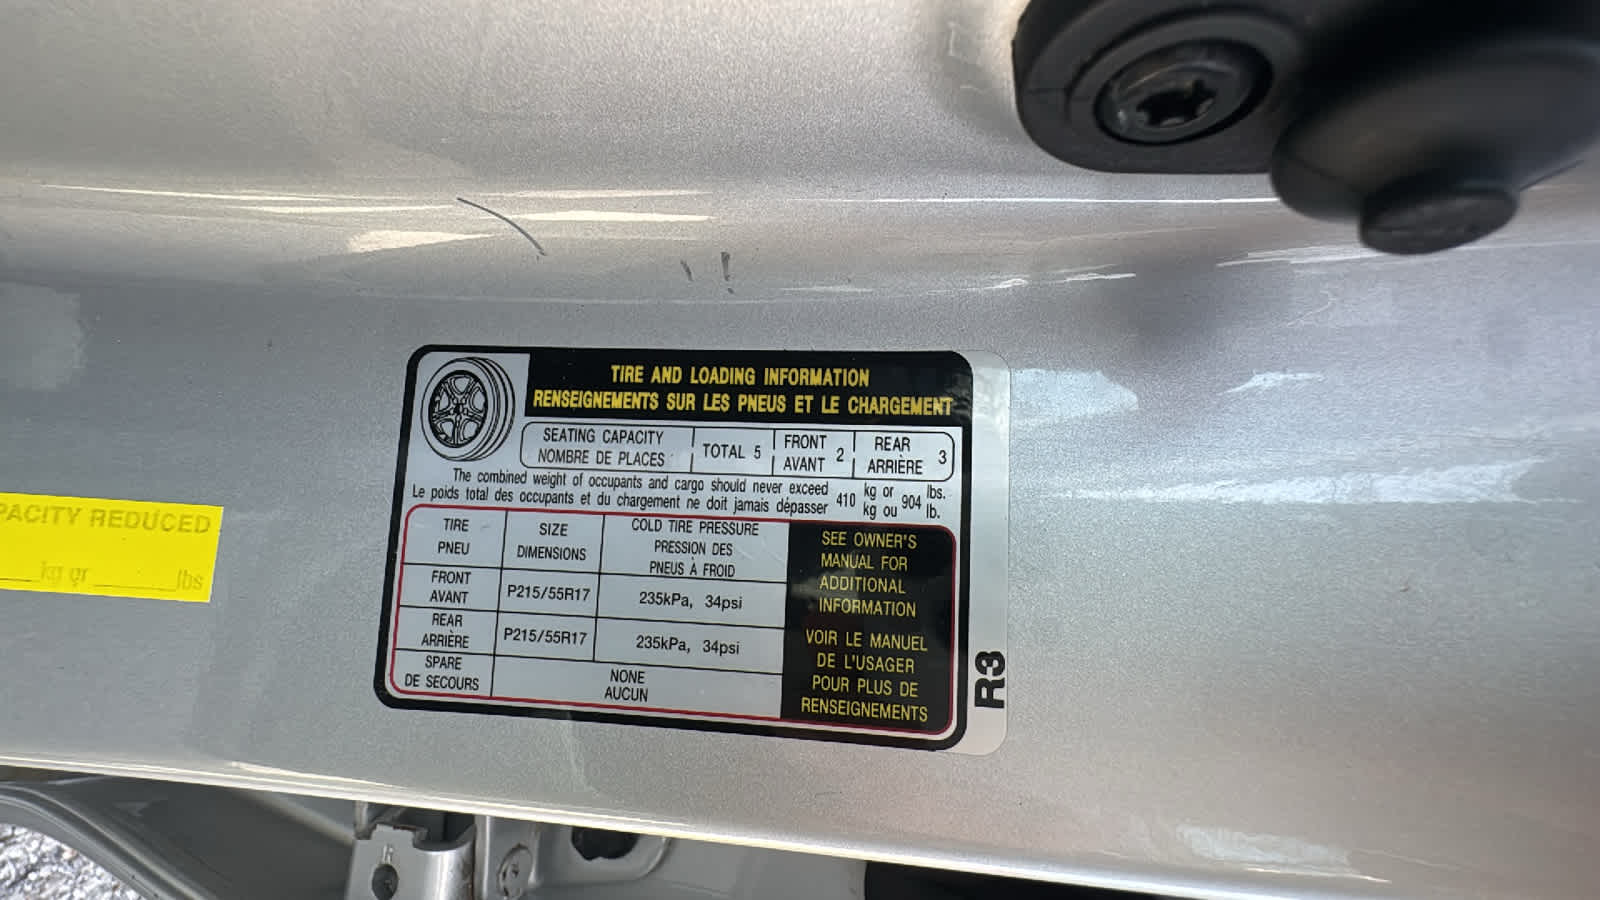 TIRE AND LOADING INFORMATION
RENSEIGNEMENTS SUR LES PNEUS ET LE CHARGEMENT
SEATING CAPACITY
NOMBRE DE PLACES
TOTAL 5
FRONT
AVANT
2
REAR
ARRIÈRE
3
The combined weight of occupants and cargo should never exceed
Le poids total des occupants et du chargement ne doit jamais dépasser
410
kg or
kg ou
904
lbs.
lb.
TIRE
PNEU
SIZE
DIMENSIONS
COLD TIRE PRESSURE
PRESSION DES
PNEUS À FROID
FRONT
AVANT
P215/55R17
235kPa, 34psi
REAR
ARRIÈRE
P215/55R17
235kPa, 34psi
SPARE
DE SECOURS
NONE
AUCUN
SEE OWNER'S
MANUAL FOR
ADDITIONAL
INFORMATION
VOIR LE MANUEL
DE L'USAGER
POUR PLUS DE
RENSEIGNEMENTS
R3
PACITY REDUCED
kg or lbs